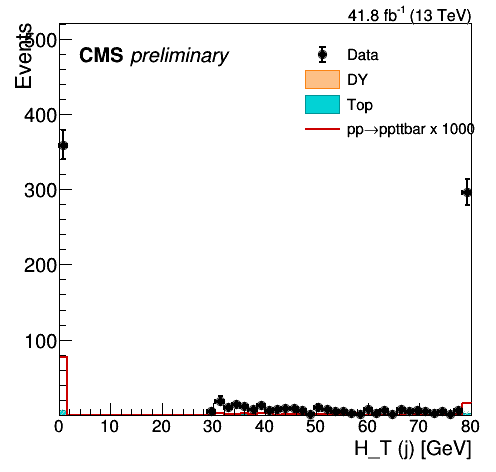 41.8 fb⁻¹ (13 TeV)
Events
CMS preliminary
Data
DY
Top
pp→ppttbar x 1000
500
400
300
200
100
0 10 20 30 40 50 60 70 80
H_T (j) [GeV]